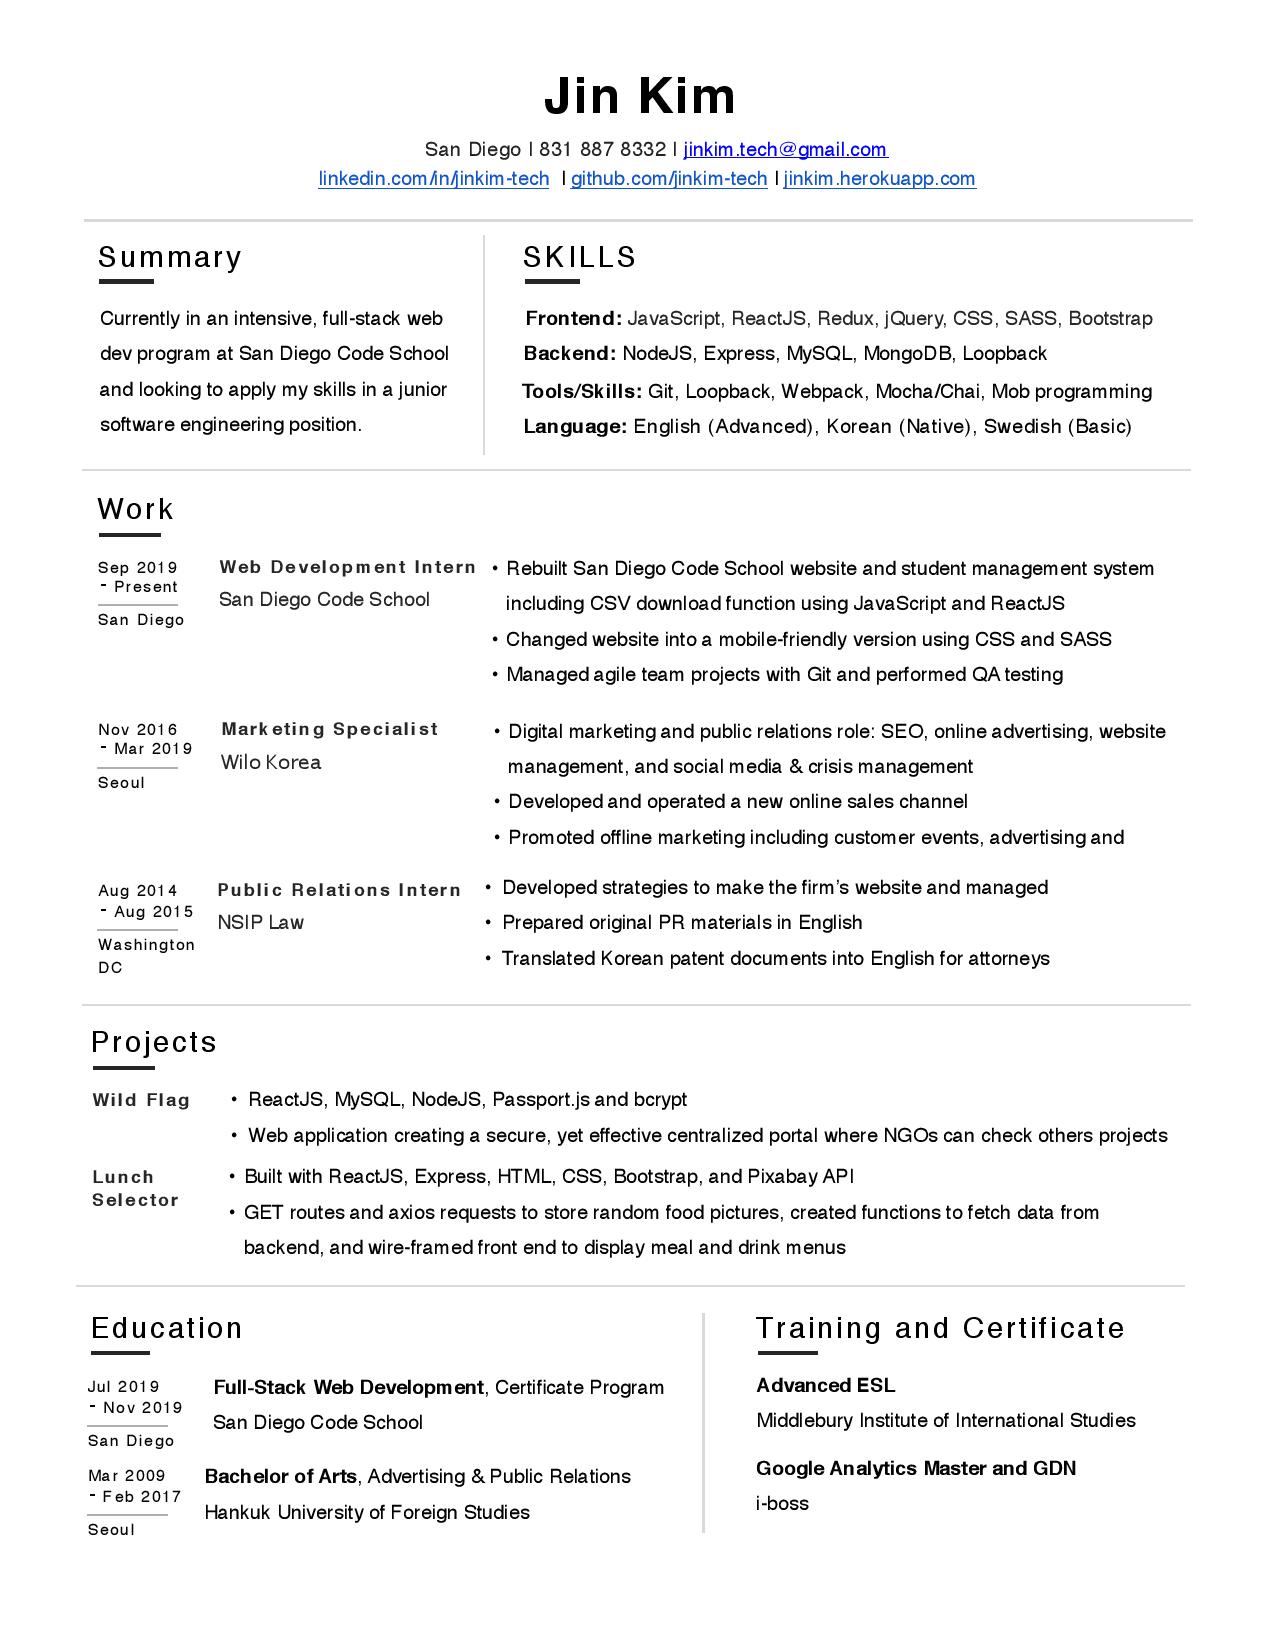 Jin Kim
San Diego | 831 887 8332 | jinkim.tech@gmail.com
linkedin.com/in/jinkim-tech | github.com/jinkim-tech | jinkim.herokuapp.com
Summary
Currently in an intensive, full-stack web
dev program at San Diego Code School
and looking to apply my skills in a junior
software engineering position.
SKILLS
Frontend: JavaScript, ReactJS, Redux, jQuery, CSS, SASS, Bootstrap
Backend: NodeJS, Express, MySQL, MongoDB, Loopback
Tools/Skills: Git, Loopback, Webpack, Mocha/Chai, Mob programming
Language: English (Advanced), Korean (Native), Swedish (Basic)
Work
Sep 2019
- Present
San Diego
Web Development Intern
San Diego Code School
• Rebuilt San Diego Code School website and student management system
including CSV download function using JavaScript and ReactJS
• Changed website into a mobile-friendly version using CSS and SASS
• Managed agile team projects with Git and performed QA testing
Nov 2016
- Mar 2019
Seoul
Marketing Specialist
Wilo Korea
• Digital marketing and public relations role: SEO, online advertising, website
management, and social media & crisis management
• Developed and operated a new online sales channel
• Promoted offline marketing including customer events, advertising and
Aug 2014
- Aug 2015
Washington
DC
Public Relations Intern
NSIP Law
• Developed strategies to make the firm's website and managed
• Prepared original PR materials in English
• Translated Korean patent documents into English for attorneys
Projects
Wild Flag
• ReactJS, MySQL, NodeJS, Passport.js and bcrypt
• Web application creating a secure, yet effective centralized portal where NGOs can check others projects
Lunch
Selector
• Built with ReactJS, Express, HTML, CSS, Bootstrap, and Pixabay API
• GET routes and axios requests to store random food pictures, created functions to fetch data from
backend, and wire-framed front end to display meal and drink menus
Education
Jul 2019
- Nov 2019
San Diego
Full-Stack Web Development, Certificate Program
San Diego Code School
Mar 2009
- Feb 2017
Seoul
Bachelor of Arts, Advertising & Public Relations
Hankuk University of Foreign Studies
Training and Certificate
Advanced ESL
Middlebury Institute of International Studies
Google Analytics Master and GDN
i-boss